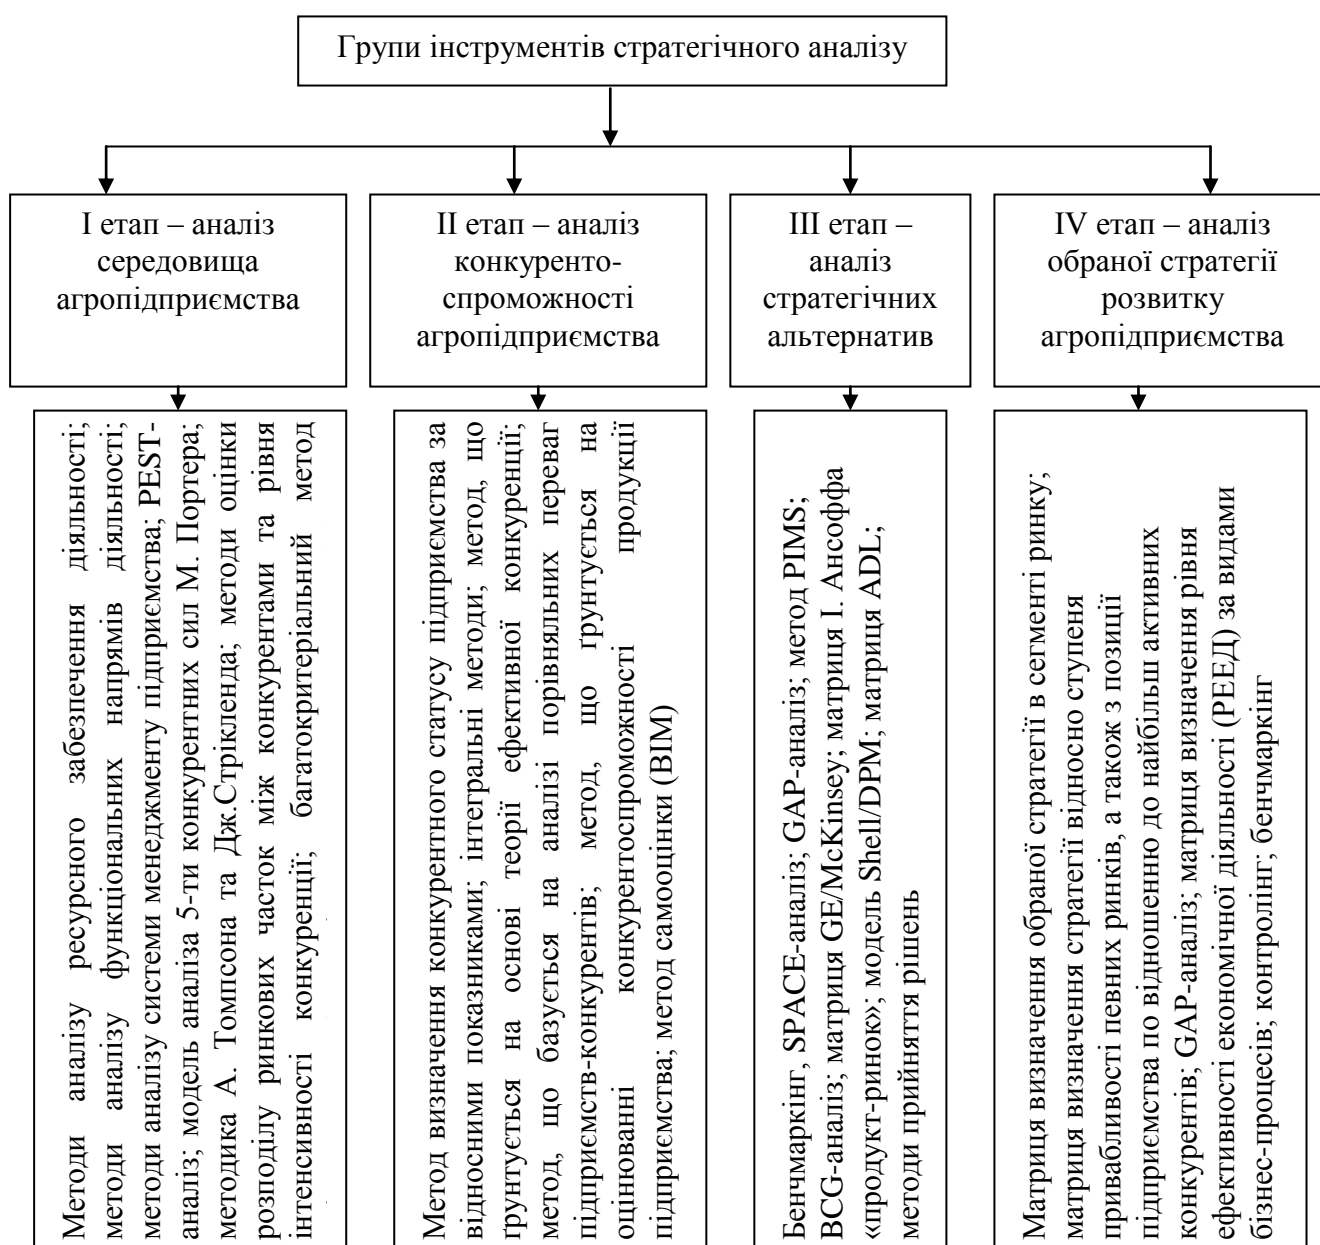 Групи інструментів стратегічного аналізу
І етап – аналіз
середовища
агропідприємства
ІІ етап – аналіз
конкуренто-
спроможності
агропідприємства
ІІІ етап –
аналіз
стратегічних
альтернатив
IV етап – аналіз
обраної стратегії
розвитку
агропідприємства
Методи аналізу ресурсного забезпечення діяльності;
методи аналізу функціональних напрямів діяльності;
методи аналізу системи менеджменту підприємства; PEST-
аналіз; модель аналіза 5-ти конкурентних сил М. Портера;
методика А. Томпсона та Дж.Стрікленда; методи оцінки
розподілу ринкових часток між конкурентами та рівня
інтенсивності конкуренції; багатокритеріальний метод
Метод визначення конкурентного статусу підприємства за
відносними показниками; інтегральні методи; метод, що
ґрунтується на основі теорії ефективної конкуренції;
метод, що базується на аналізі порівняльних переваг
підприємств-конкурентів; метод, що ґрунтується на
оцінюванні конкурентоспроможності продукції
підприємства; метод самооцінки (BIM)
Бенчмаркінг, SPACE-аналіз; GAP-аналіз; метод PIMS;
BCG-аналіз; матриця GE/McKinsey; матриця І. Ансоффа
«продукт-ринок»; модель Shell/DPM; матриця ADL;
методи прийняття рішень
Матриця визначення обраної стратегії в сегменті ринку;
матриця визначення стратегії відносно ступеня
привабливості певних ринків, а також з позиції
підприємства по відношенню до найбільш активних
конкурентів; GAP-аналіз; матриця визначення рівня
ефективності економічної діяльності (РЕЕД) за видами
бізнес-процесів; контролінг; бенчмаркінг